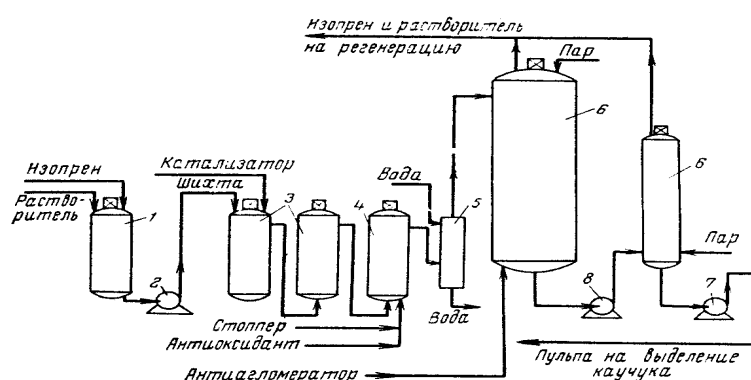 Изопрен и растворитель
на регенерацию
Пар
6
6
Изопрен
Раство-
ритель
Катализатор
Шихта
Вода
1
2
3
4
5
Пар
8
7
Вода
Стоппер
Антиоксидант
Антиагломератор
Пульпа на выделение
каучука